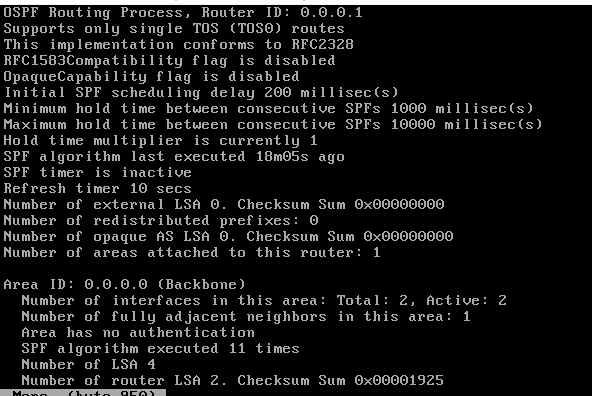 OSPF Routing Process, Router ID: 0.0.0.1
Supports only single TOS (TOS0) routes
This implementation conforms to RFC2328
RFC1583Compatibility flag is disabled
OpaqueCapability flag is disabled
Initial SPF scheduling delay 200 millisec(s)
Minimum hold time between consecutive SPFs 1000 millisec(s)
Maximum hold time between consecutive SPFs 10000 millisec(s)
Hold time multiplier is currently 1
SPF algorithm last executed 18m05s ago
SPF timer is inactive
Refresh timer 10 secs
Number of external LSA 0. Checksum Sum 0x00000000
Number of redistributed prefixes: 0
Number of opaque AS LSA 0. Checksum Sum 0x00000000
Number of areas attached to this router: 1
Area ID: 0.0.0.0 (Backbone)
Number of interfaces in this area: Total: 2, Active: 2
Number of fully adjacent neighbors in this area: 1
Area has no authentication
SPF algorithm executed 11 times
Number of LSA 4
Number of router LSA 2. Checksum Sum 0x00001925
More (byte 950)